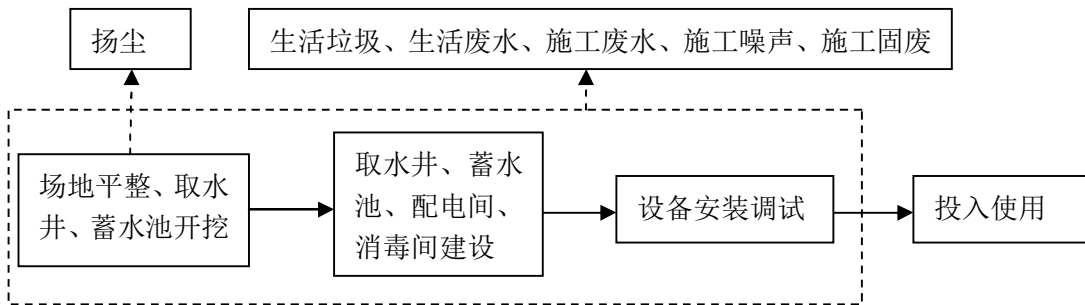 扬尘
生活垃圾、生活废水、施工废水、施工噪声、施工固废
场地平整、取水
井、蓄水池开挖
取水井、蓄水
池、配电间、
消毒间建设
设备安装调试
投入使用